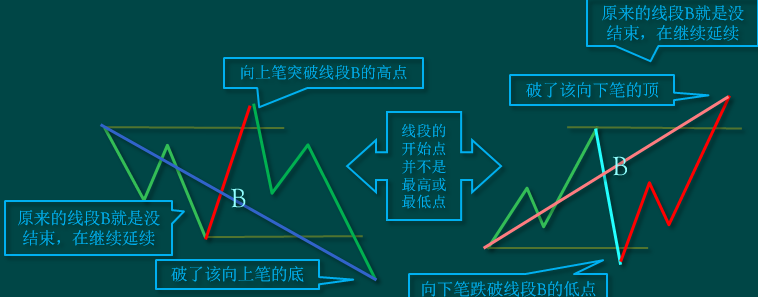 向上笔突破线段B的高点
B
原来的线段B就是没
结束，在继续延续
破了该向上笔的底
线段的
开始点
并不是
最高或
最低点
原来的线段B就是没
结束，在继续延续
破了该向下笔的顶
B
向下笔跌破线段B的低点